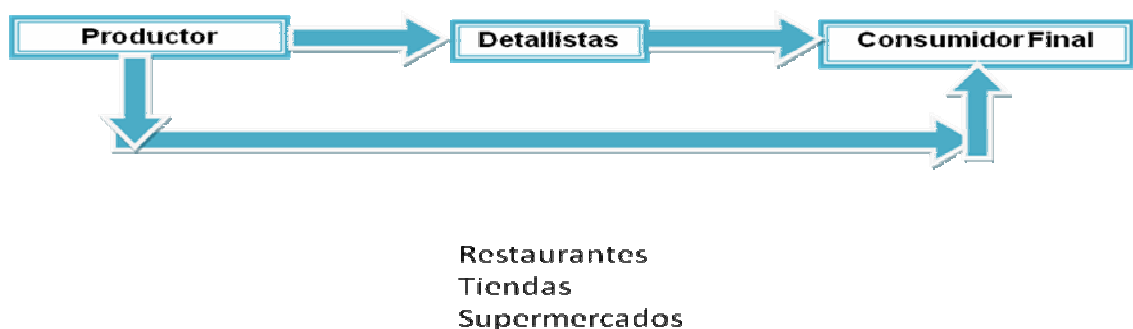 Productor
Detallistas
Consumidor Final
Restaurantes
Tiendas
Supermercados